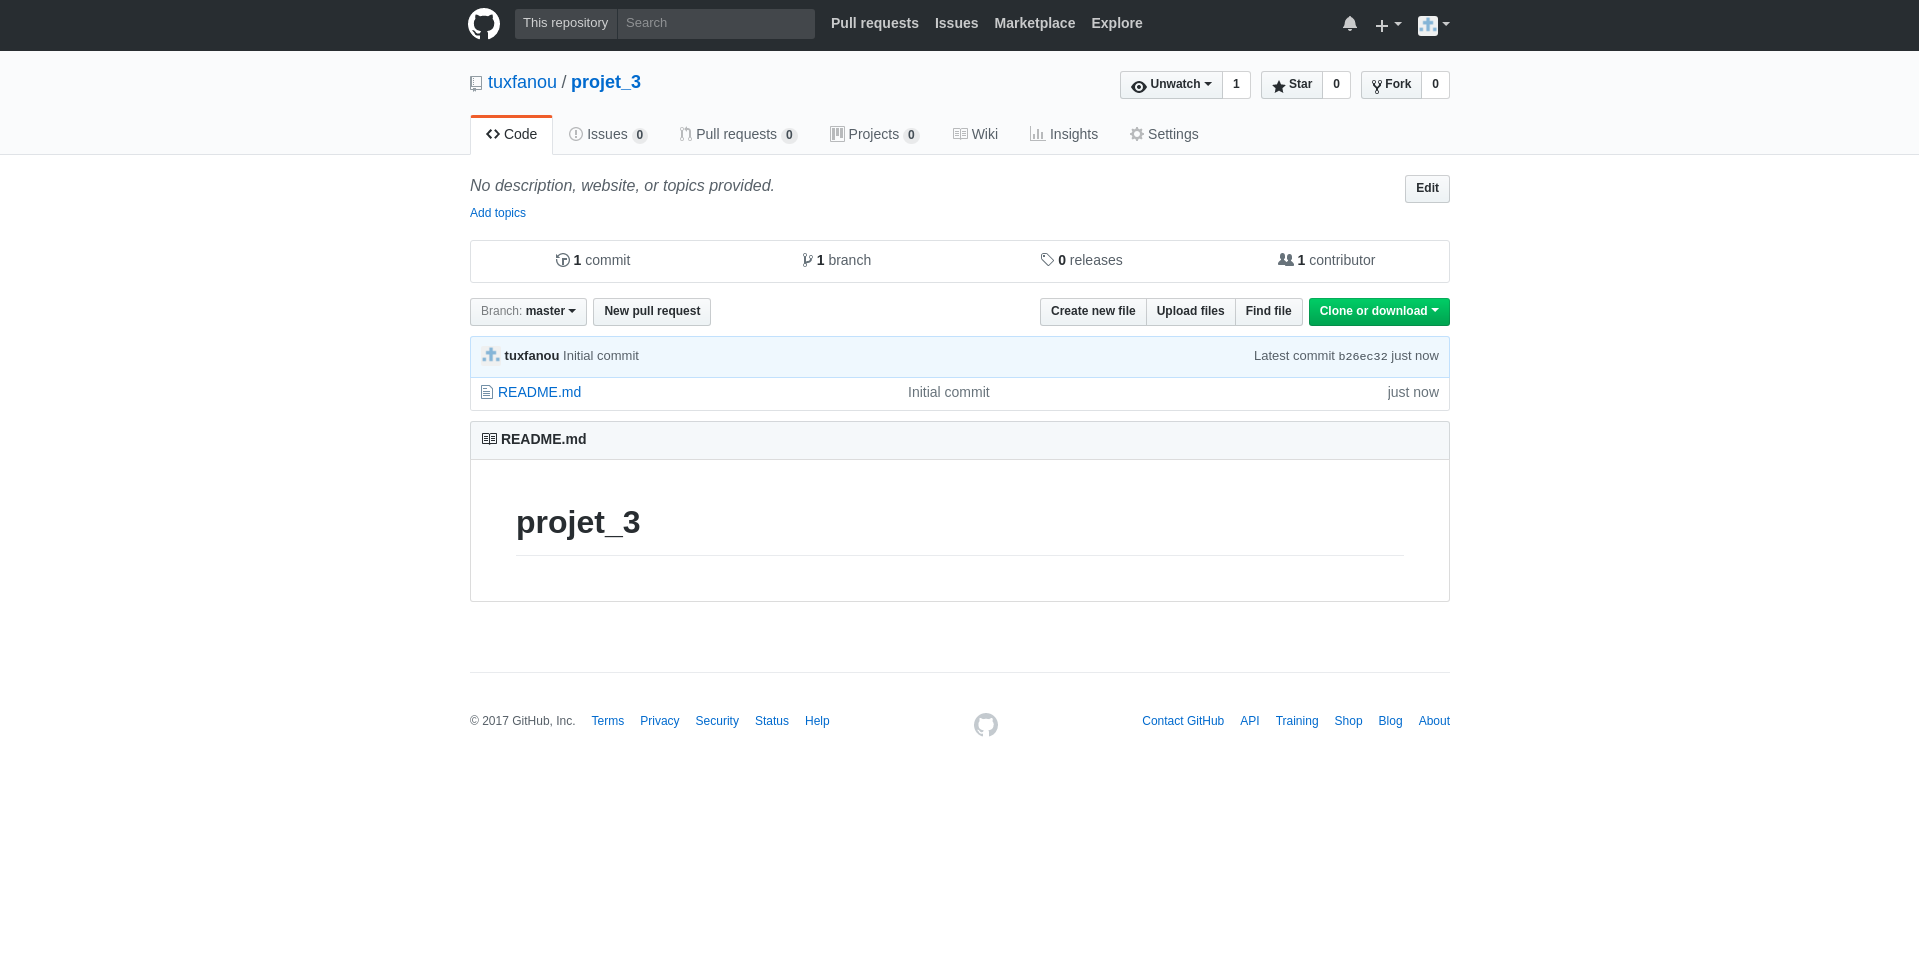 This repository Search Pull requests Issues Marketplace Explore
tuxfanou / projet_3 Unwatch 1 Star 0 Fork 0
Code Issues 0 Pull requests 0 Projects 0 Wiki Insights Settings
No description, website, or topics provided. Edit
Add topics
1 commit 1 branch 0 releases 1 contributor
Branch: master New pull request Create new file Upload files Find file Clone or download
tuxfanou Initial commit Latest commit b26ec32 just now
README.md Initial commit just now
README.md
projet_3
© 2017 GitHub, Inc. Terms Privacy Security Status Help Contact GitHub API Training Shop Blog About